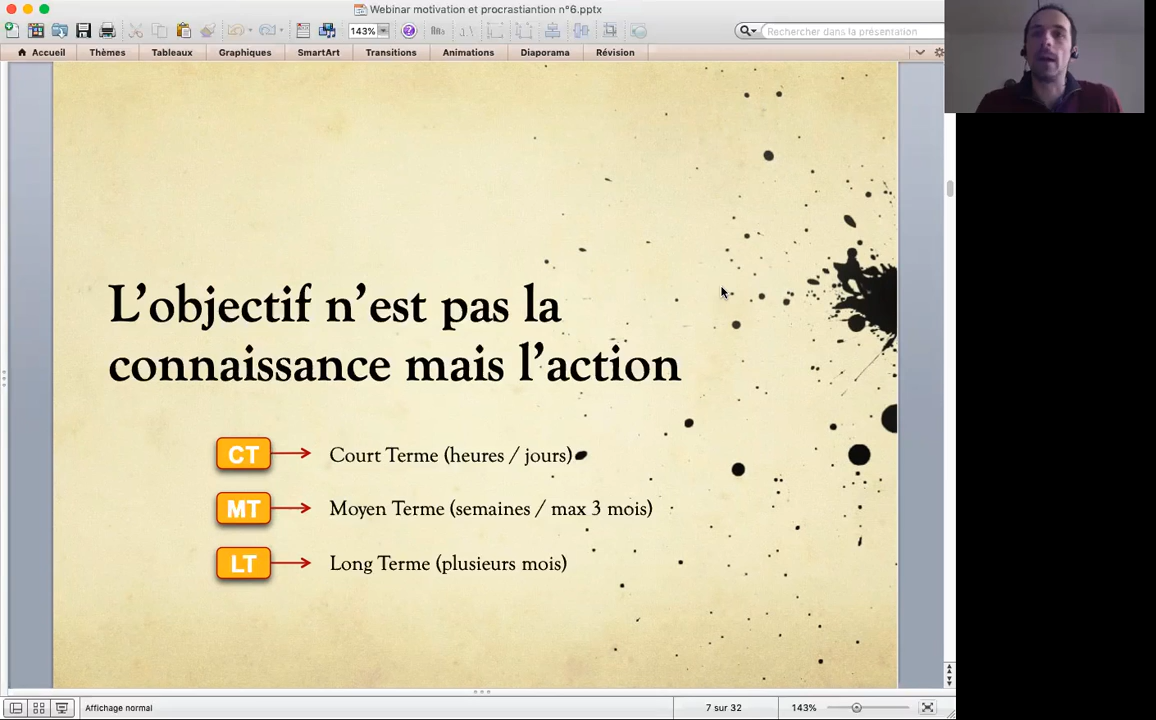 Webinar motivation et procrastiantion n°6.pptx
143%
Rechercher dans la présentation
Accueil
Thèmes
Tableaux
Graphiques
SmartArt
Transitions
Animations
Diaporama
Révision
L'objectif n'est pas la
connaissance mais l'action
CT Court Terme (heures / jours)
MT Moyen Terme (semaines / max 3 mois)
LT Long Terme (plusieurs mois)
Affichage normal
7 sur 32
143%